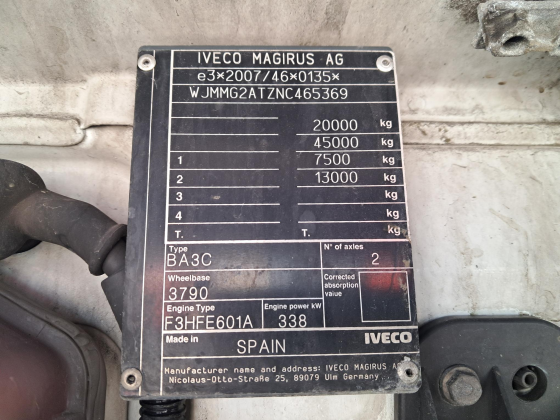 IVECO MAGIRUS AG
e3*2007/46*0135*
WJMMG2ATZNC465369
20000 kg
45000 kg
1 7500 kg
2 13000 kg
3 kg
4 kg
T. T. kg
Type N° of axles
BA3C 2
Wheelbase Corrected absorption value
3790
Engine Type Engine power kW
F3HFE601A 338
Made in IVECO
SPAIN
Manufacturer name and address: IVECO MAGIRUS AG
Nicolaus-Otto-Straße 25, 89079 Ulm Germany